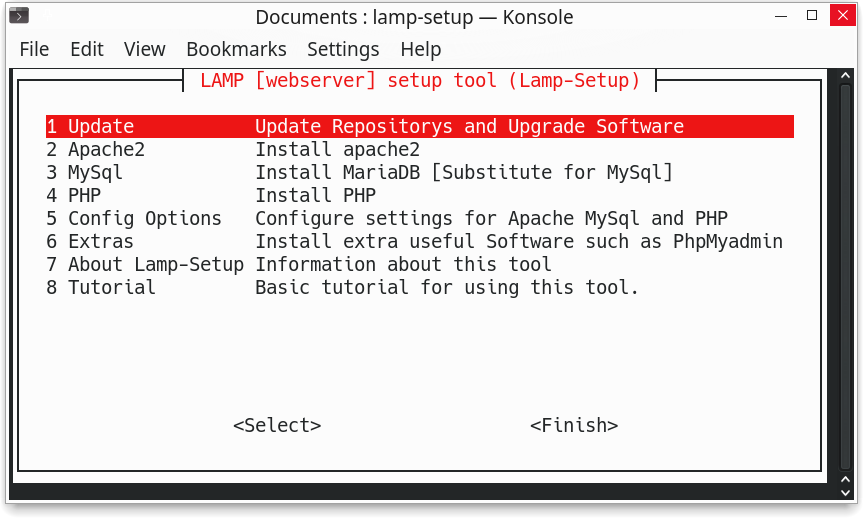 Documents : lamp-setup — Konsole
File Edit View Bookmarks Settings Help
LAMP [webserver] setup tool (Lamp-Setup)
1 Update Update Repositorys and Upgrade Software
2 Apache2 Install apache2
3 MySql Install MariaDB [Substitute for MySql]
4 PHP Install PHP
5 Config Options Configure settings for Apache MySql and PHP
6 Extras Install extra useful Software such as PhpMyadmin
7 About Lamp-Setup Information about this tool
8 Tutorial Basic tutorial for using this tool.
<Select> <Finish>